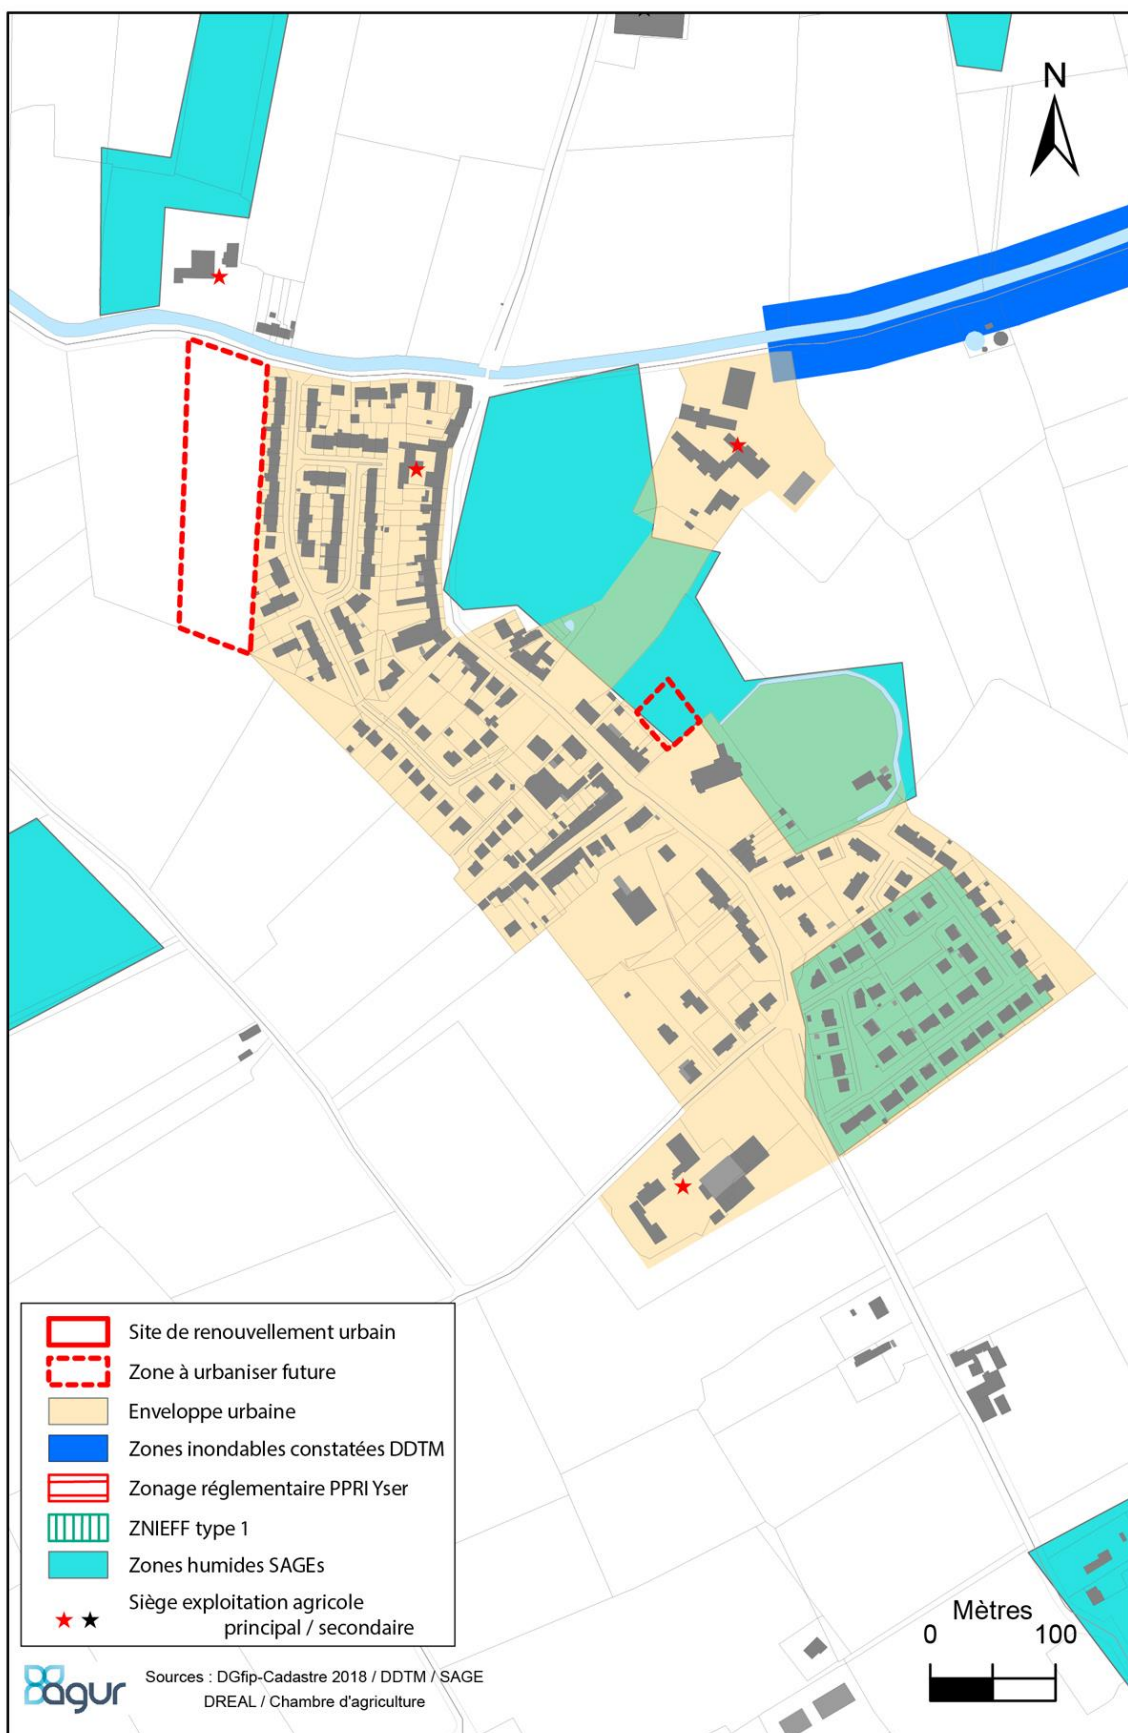 N
Site de renouvellement urbain
Zone à urbaniser future
Enveloppe urbaine
Zones inondables constatées DDTM
Zonage réglementaire PPRI Yser
ZNIEFF type 1
Zones humides SAGEs
Siège exploitation agricole
principal / secondaire
Mètres
0 100
agur
Sources : DGfip-Cadastre 2018 / DDTM / SAGE
DREAL / Chambre d'agriculture